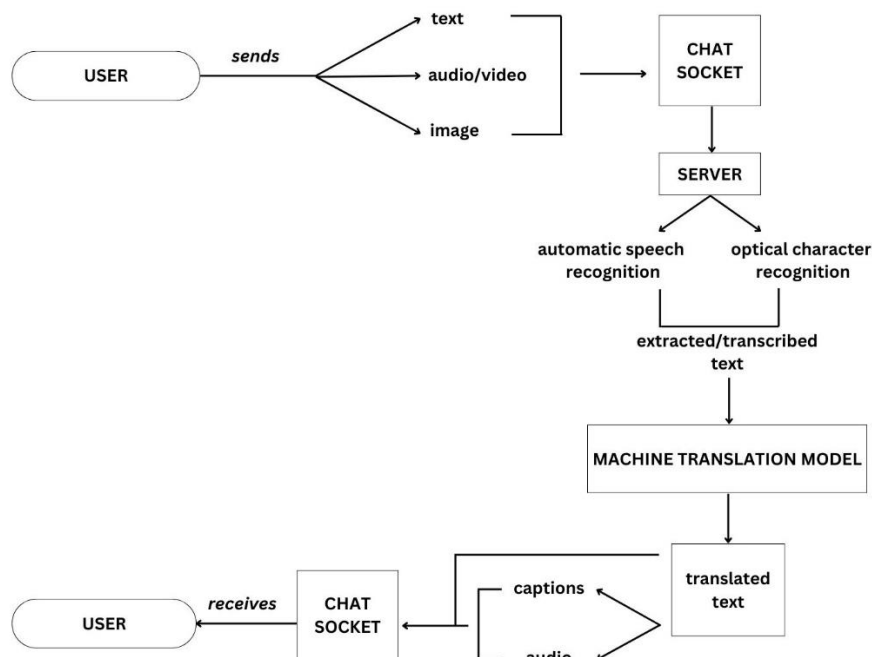 text
sends
CHAT
SOCKET
USER
audio/video
image
SERVER
automatic speech
recognition
optical character
recognition
extracted/transcribed
text
MACHINE TRANSLATION MODEL
translated
text
captions
audio
receives
CHAT
SOCKET
USER